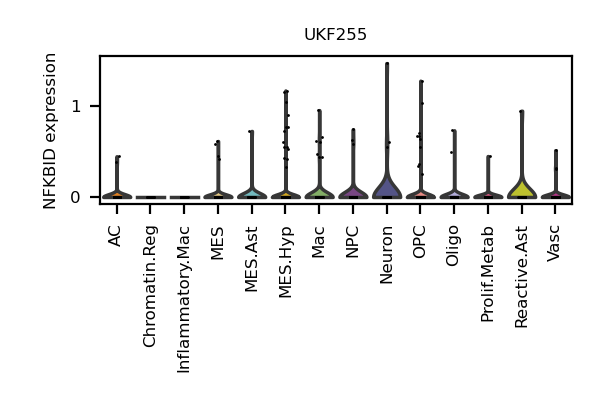 UKF255
NFKBID expression
1
0
AC
Chromatin.Reg
Inflammatory.Mac
MES
MES.Ast
MES.Hyp
Mac
NPC
Neuron
OPC
Oligo
Prolif.Metab
Reactive.Ast
Vasc